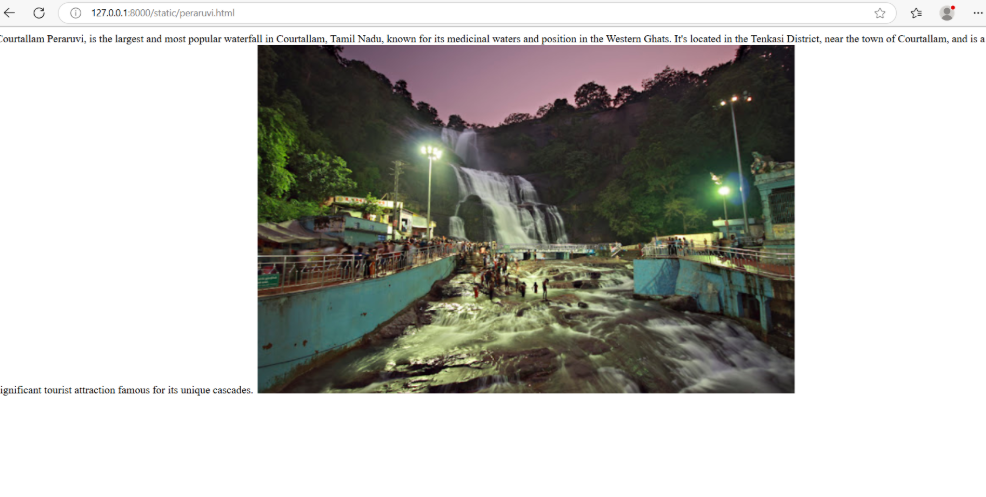 127.0.0.1:8000/static/peraruvi.html
Courtallam Peraruvi, is the largest and most popular waterfall in Courtallam, Tamil Nadu, known for its medicinal waters and position in the Western Ghats. It's located in the Tenkasi District, near the town of Courtallam, and is a
ignificant tourist attraction famous for its unique cascades.